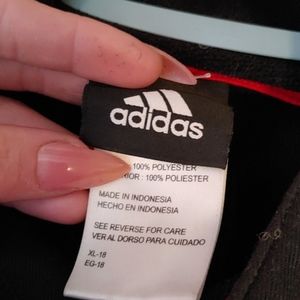 adidas
100% POLYESTER
RIOR : 100% POLIESTER
MADE IN INDONESIA
HECHO EN INDONESIA
SEE REVERSE FOR CARE
VER AL DORSO PARA CUIDADO
XL-18
EG-18